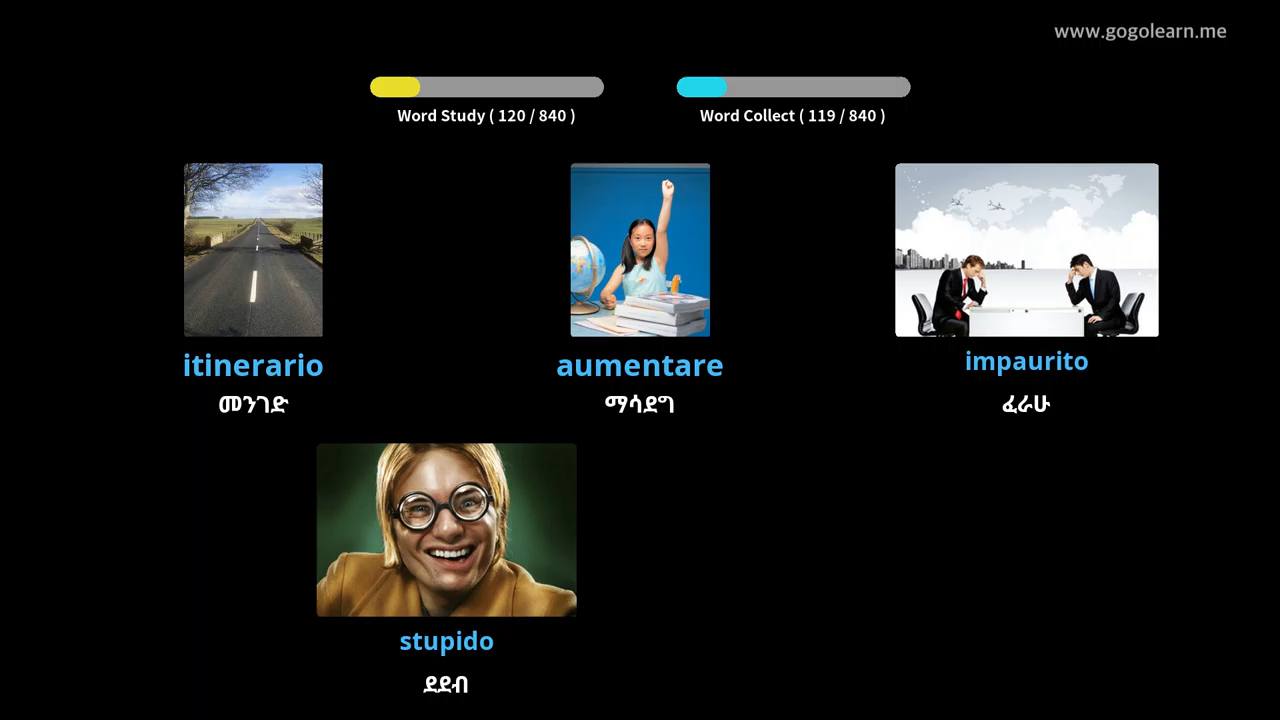 www.gogolearn.me
Word Study ( 120 / 840 )
Word Collect ( 119 / 840 )
itinerario
መንገድ
aumentare
ማሳደግ
impaurito
ፈራሁ
stupido
ደደብ